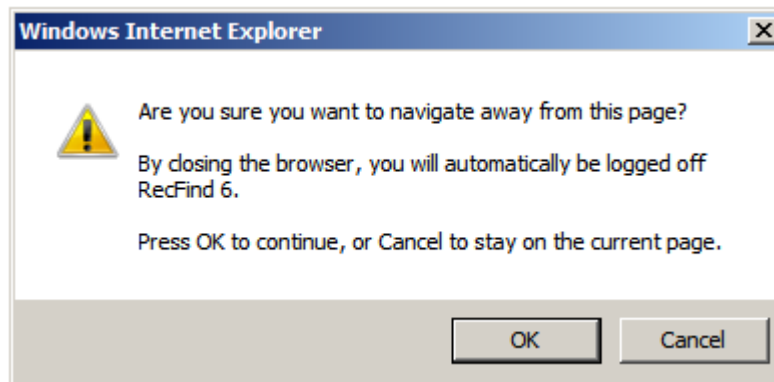 Windows Internet Explorer
Are you sure you want to navigate away from this page?
By closing the browser, you will automatically be logged off
RecFind 6.
Press OK to continue, or Cancel to stay on the current page.
OK
Cancel